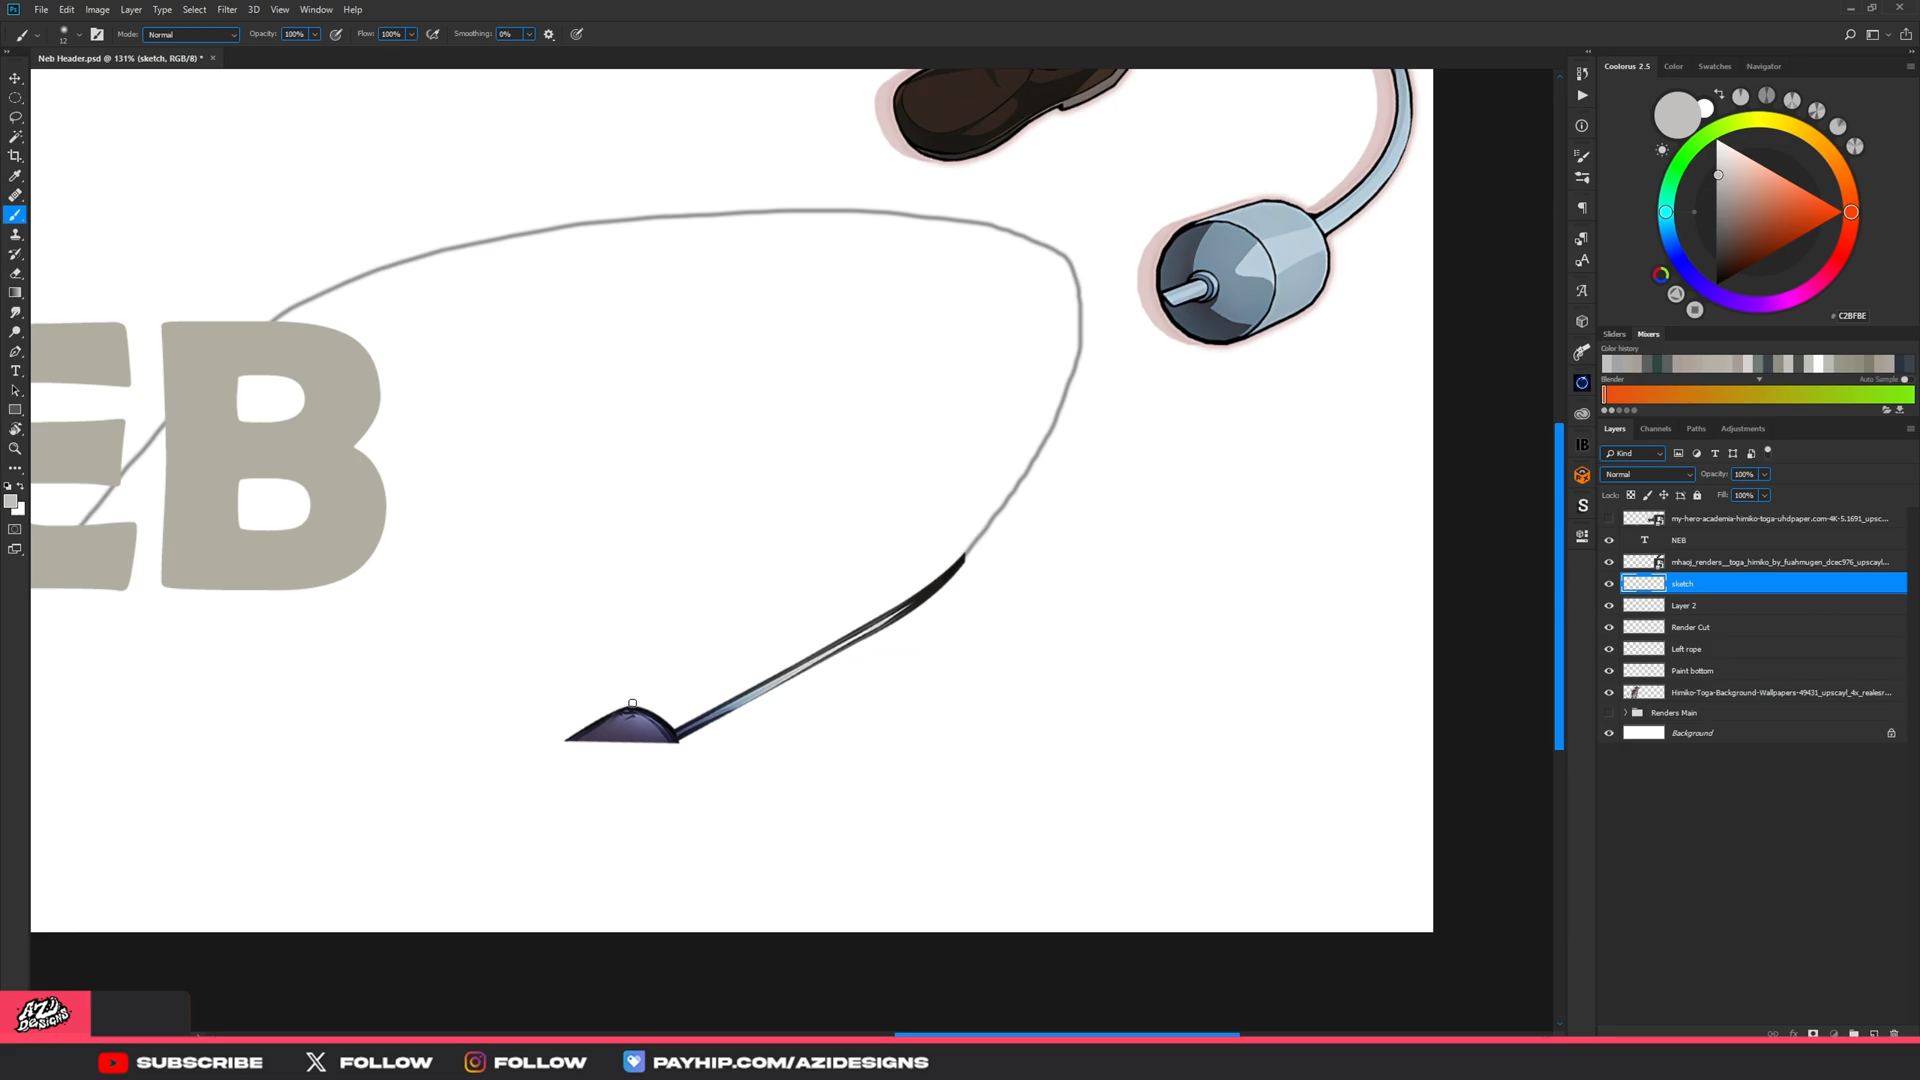 Ps File Edit Image Layer Type Select Filter 3D View Window Help
12 Mode: Normal Opacity: 100% Flow: 100% Smoothing: 0%
Neb Header.psd @ 131% (sketch, RGB/8) *
Coolorus 2.5 Color Swatches Navigator
# C2BFBE
Sliders Mixers
Color history
Blender Auto Sample
Layers Channels Paths Adjustments
Kind
Normal Opacity: 100%
Lock: Fill: 100%
my-hero-academia-himiko-toga-uhdpaper.com-4K-5.1691_upsc...
NEB
mhaoj_renders__toga_himiko_by_fuahmugen_dcec976_upscayl...
sketch
Layer 2
Render Cut
Left rope
Paint bottom
Himiko-Toga-Background-Wallpapers-49431_upscayl_4x_realesr...
Renders Main
Background
EB
AZI DESIGNS
SUBSCRIBE FOLLOW FOLLOW PAYHIP.COM/AZIDESIGNS